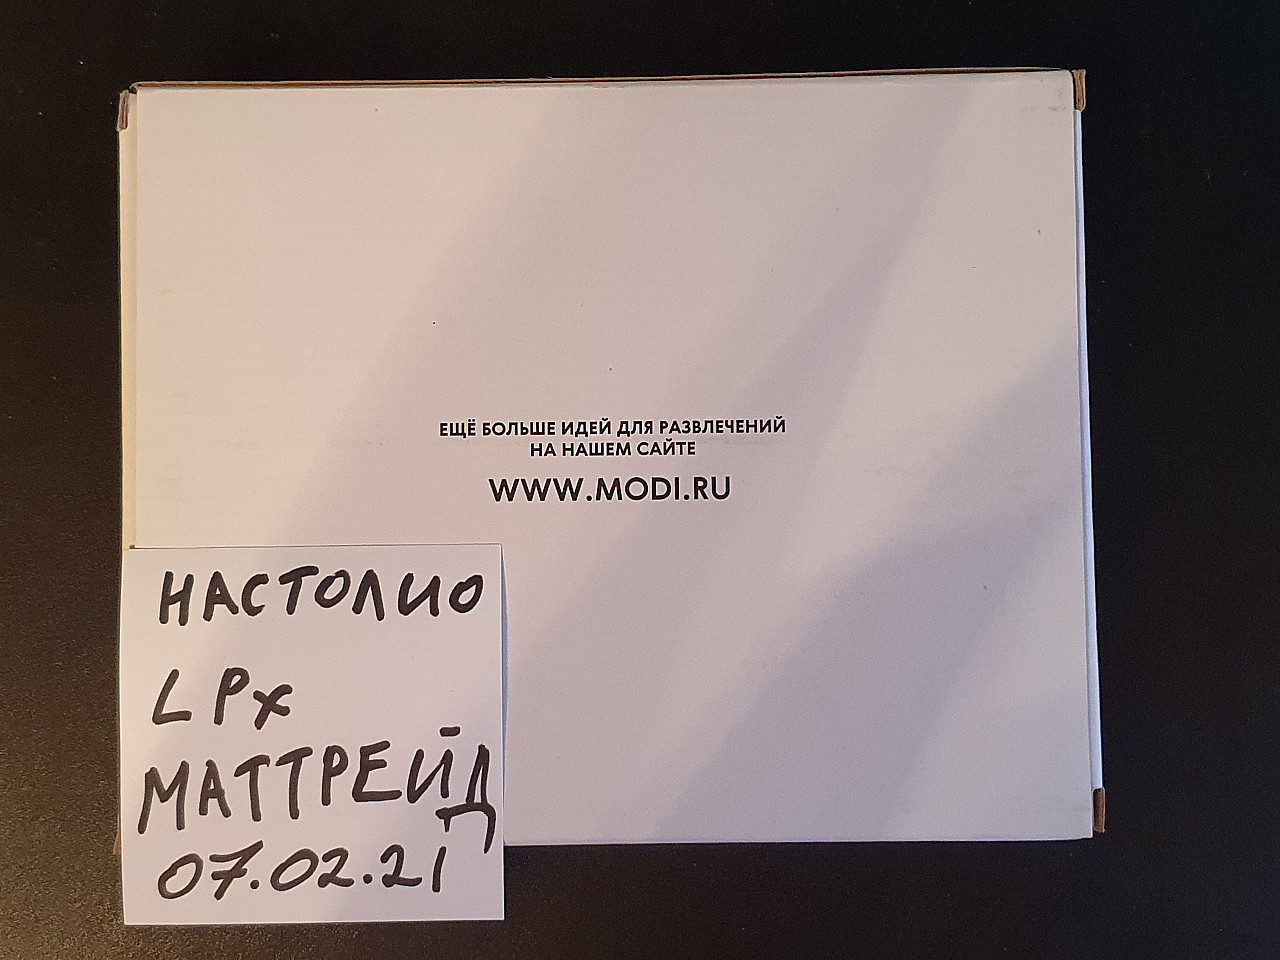 ЕЩЁ БОЛЬШЕ ИДЕЙ ДЛЯ РАЗВЛЕЧЕНИЙ
НА НАШЕМ САЙТЕ
WWW.MODI.RU
НАСТОЛИО
LPx
МАТТРЕЙД
07.02.21